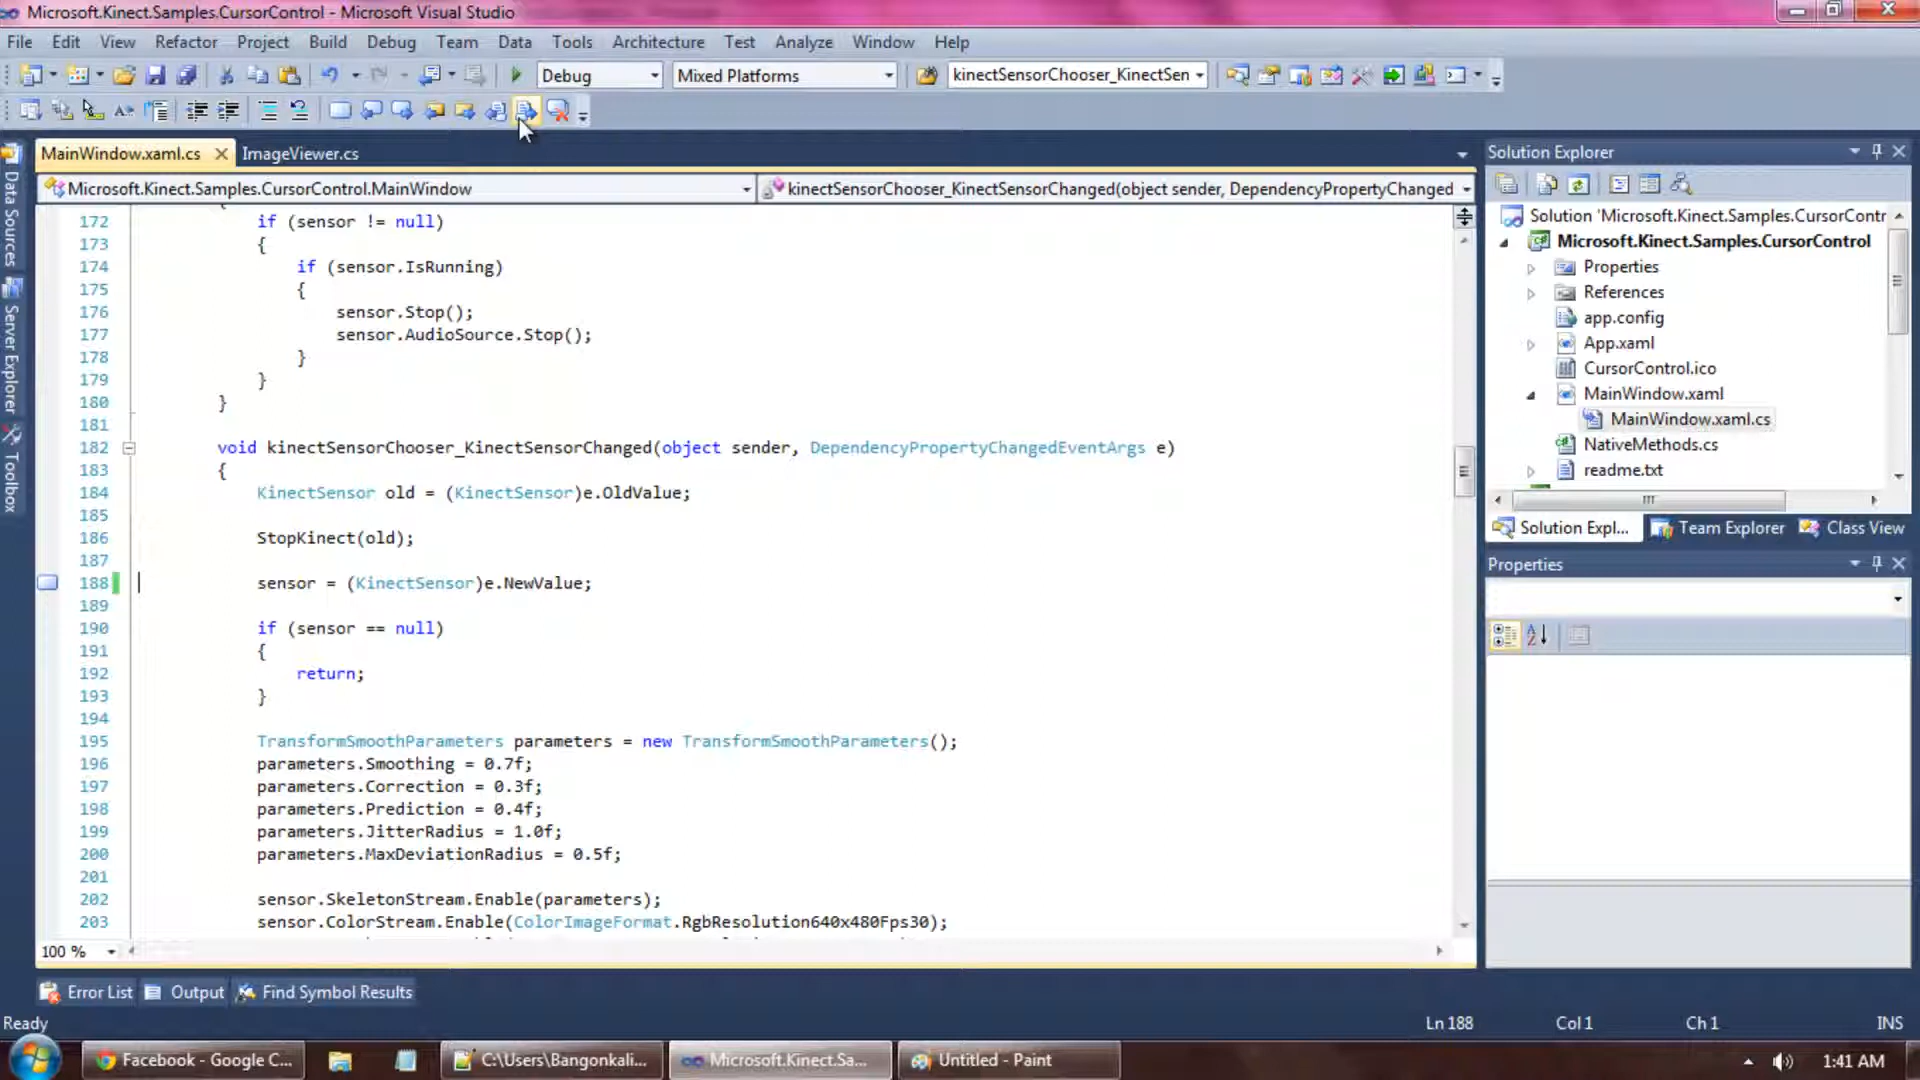 Microsoft.Kinect.Samples.CursorControl - Microsoft Visual Studio
File Edit View Refactor Project Build Debug Team Data Tools Architecture Test Analyze Window Help
Debug Mixed Platforms kinectSensorChooser_KinectSen
MainWindow.xaml.cs ImageViewer.cs
Microsoft.Kinect.Samples.CursorControl.MainWindow kinectSensorChooser_KinectSensorChanged(object sender, DependencyPropertyChanged
172 if (sensor != null)
173 {
174 if (sensor.IsRunning)
175 {
176 sensor.Stop();
177 sensor.AudioSource.Stop();
178 }
179 }
180 }
181
182 void kinectSensorChooser_KinectSensorChanged(object sender, DependencyPropertyChangedEventArgs e)
183 {
184 KinectSensor old = (KinectSensor)e.OldValue;
185
186 StopKinect(old);
187
188 sensor = (KinectSensor)e.NewValue;
189
190 if (sensor == null)
191 {
192 return;
193 }
194
195 TransformSmoothParameters parameters = new TransformSmoothParameters();
196 parameters.Smoothing = 0.7f;
197 parameters.Correction = 0.3f;
198 parameters.Prediction = 0.4f;
199 parameters.JitterRadius = 1.0f;
200 parameters.MaxDeviationRadius = 0.5f;
201
202 sensor.SkeletonStream.Enable(parameters);
203 sensor.ColorStream.Enable(ColorImageFormat.RgbResolution640x480Fps30);
100 %
Data Sources
Server Explorer
Toolbox
Solution Explorer
Solution 'Microsoft.Kinect.Samples.CursorContr
Microsoft.Kinect.Samples.CursorControl
Properties
References
app.config
App.xaml
CursorControl.ico
MainWindow.xaml
MainWindow.xaml.cs
NativeMethods.cs
readme.txt
Solution Expl... Team Explorer Class View
Properties
Error List Output Find Symbol Results
Ready Ln 188 Col 1 Ch 1 INS
Facebook - Google C... C:\Users\Bangonkali... Microsoft.Kinect.Sa... Untitled - Paint 1:41 AM